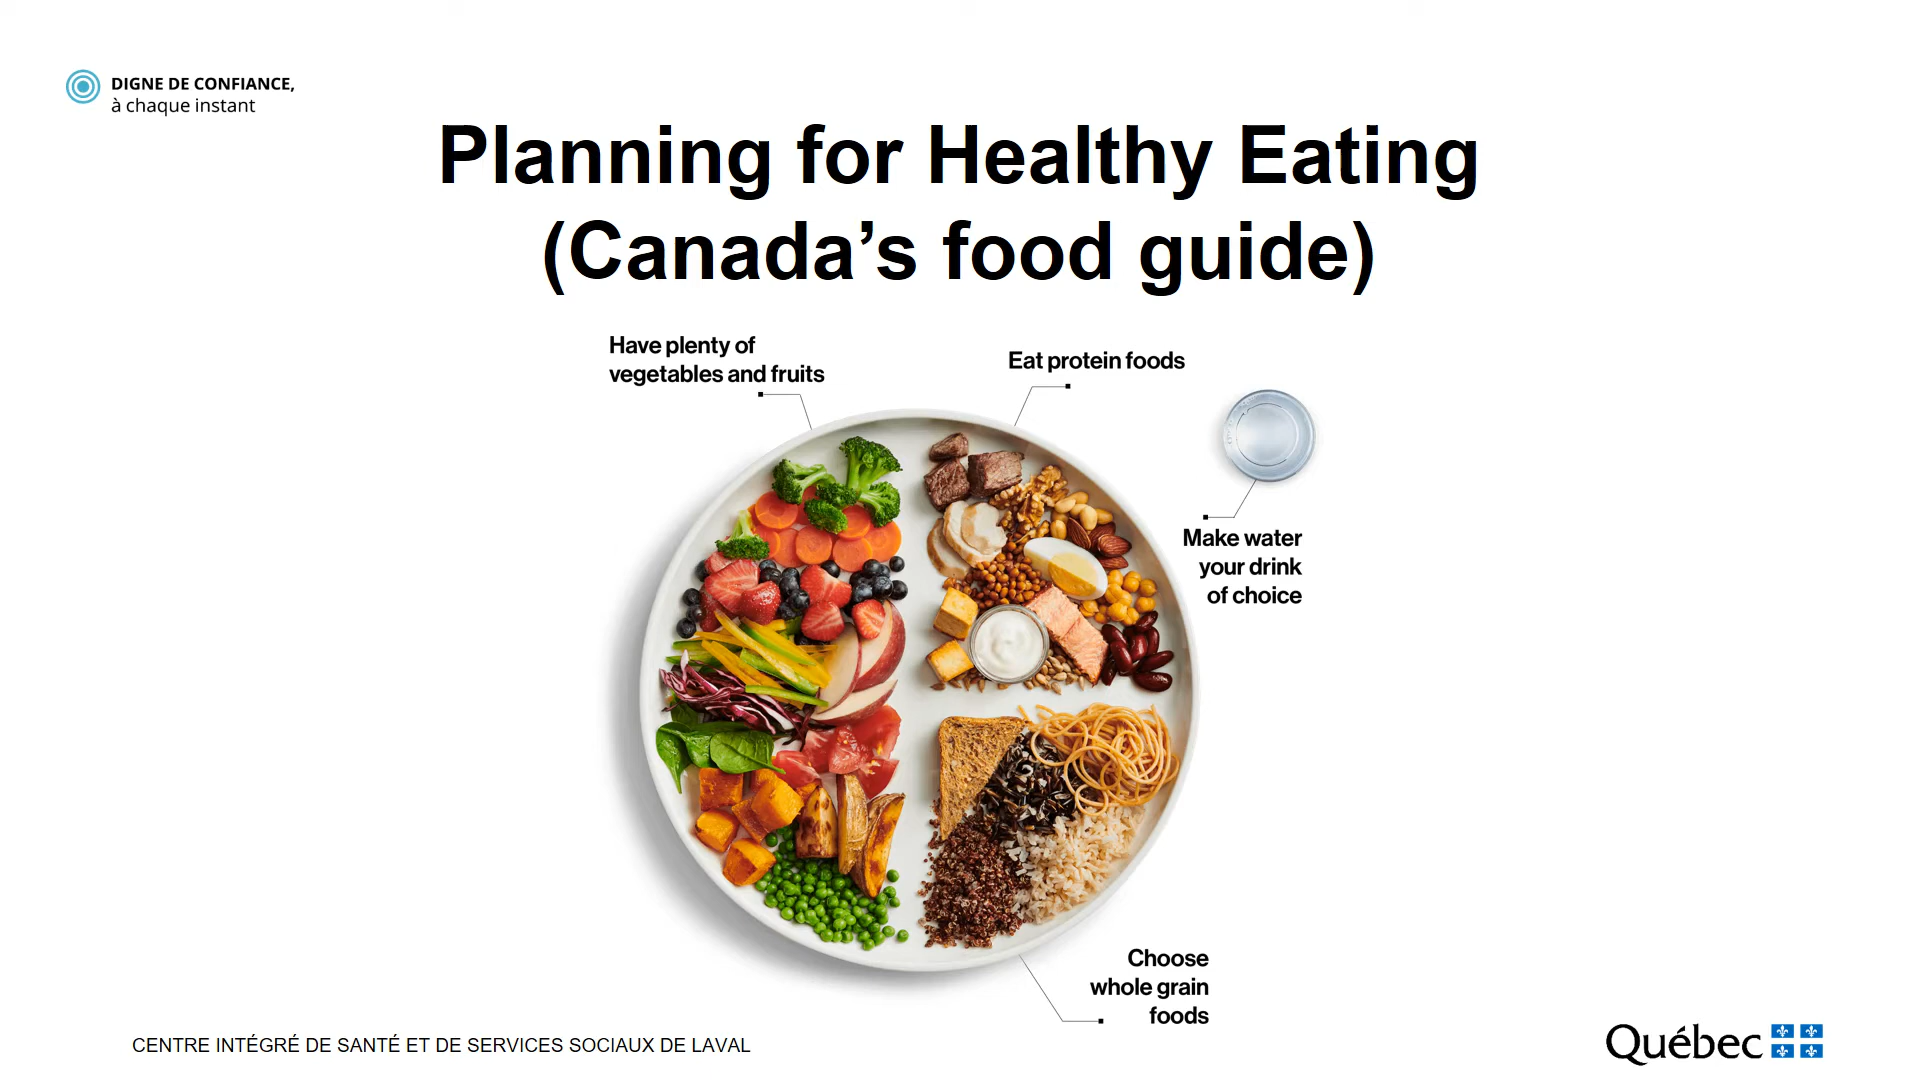 DIGNE DE CONFIANCE,
à chaque instant
Planning for Healthy Eating
(Canada’s food guide)
Have plenty of
vegetables and fruits
Eat protein foods
Make water
your drink
of choice
Choose
whole grain
foods
CENTRE INTÉGRÉ DE SANTÉ ET DE SERVICES SOCIAUX DE LAVAL
Québec